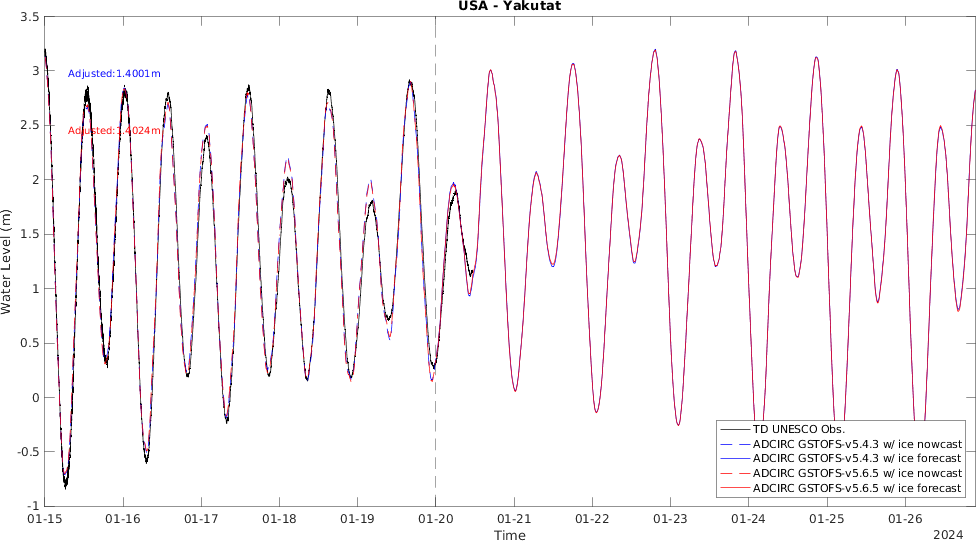 USA - Yakutat
Water Level (m)
3.5
3
2.5
2
1.5
1
0.5
0
-0.5
-1
Adjusted:1.4001m
Adjusted:1.4024m
TD UNESCO Obs.
ADCIRC GSTOFS-v5.4.3 w/ ice nowcast
ADCIRC GSTOFS-v5.4.3 w/ ice forecast
ADCIRC GSTOFS-v5.6.5 w/ ice nowcast
ADCIRC GSTOFS-v5.6.5 w/ ice forecast
01-15 01-16 01-17 01-18 01-19 01-20 01-21 01-22 01-23 01-24 01-25 01-26
Time
2024